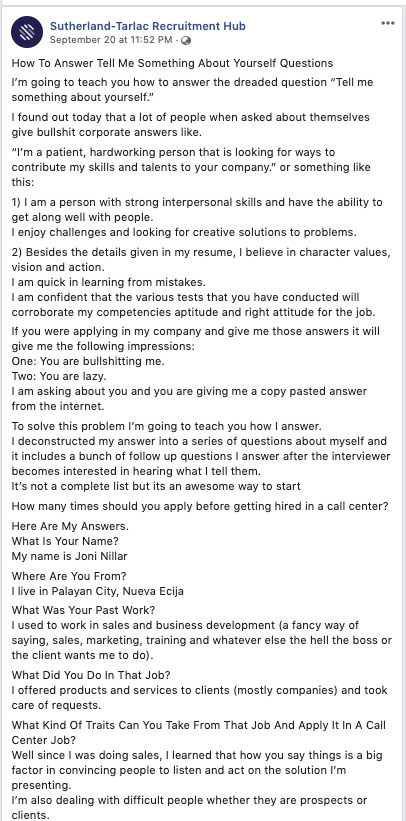 Sutherland-Tarlac Recruitment Hub
September 20 at 11:52 PM ·
How To Answer Tell Me Something About Yourself Questions
I'm going to teach you how to answer the dreaded question "Tell me
something about yourself."
I found out today that a lot of people when asked about themselves
give bullshit corporate answers like.
"I'm a patient, hardworking person that is looking for ways to
contribute my skills and talents to your company." or something like
this:
1) I am a person with strong interpersonal skills and have the ability to
get along well with people.
I enjoy challenges and looking for creative solutions to problems.
2) Besides the details given in my resume, I believe in character values,
vision and action.
I am quick in learning from mistakes.
I am confident that the various tests that you have conducted will
corroborate my competencies aptitude and right attitude for the job.
If you were applying in my company and give me those answers it will
give me the following impressions:
One: You are bullshitting me.
Two: You are lazy.
I am asking about you and you are giving me a copy pasted answer
from the internet.
To solve this problem I'm going to teach you how I answer.
I deconstructed my answer into a series of questions about myself and
it includes a bunch of follow up questions I answer after the interviewer
becomes interested in hearing what I tell them.
It's not a complete list but its an awesome way to start
How many times should you apply before getting hired in a call center?
Here Are My Answers.
What Is Your Name?
My name is Joni Nillar
Where Are You From?
I live in Palayan City, Nueva Ecija
What Was Your Past Work?
I used to work in sales and business development (a fancy way of
saying, sales, marketing, training and whatever else the hell the boss or
the client wants me to do).
What Did You Do In That Job?
I offered products and services to clients (mostly companies) and took
care of requests.
What Kind Of Traits Can You Take From That Job And Apply It In A Call
Center Job?
Well since I was doing sales, I learned that how you say things is a big
factor in convincing people to listen and act on the solution I'm
presenting.
I'm also dealing with difficult people whether they are prospects or
clients.